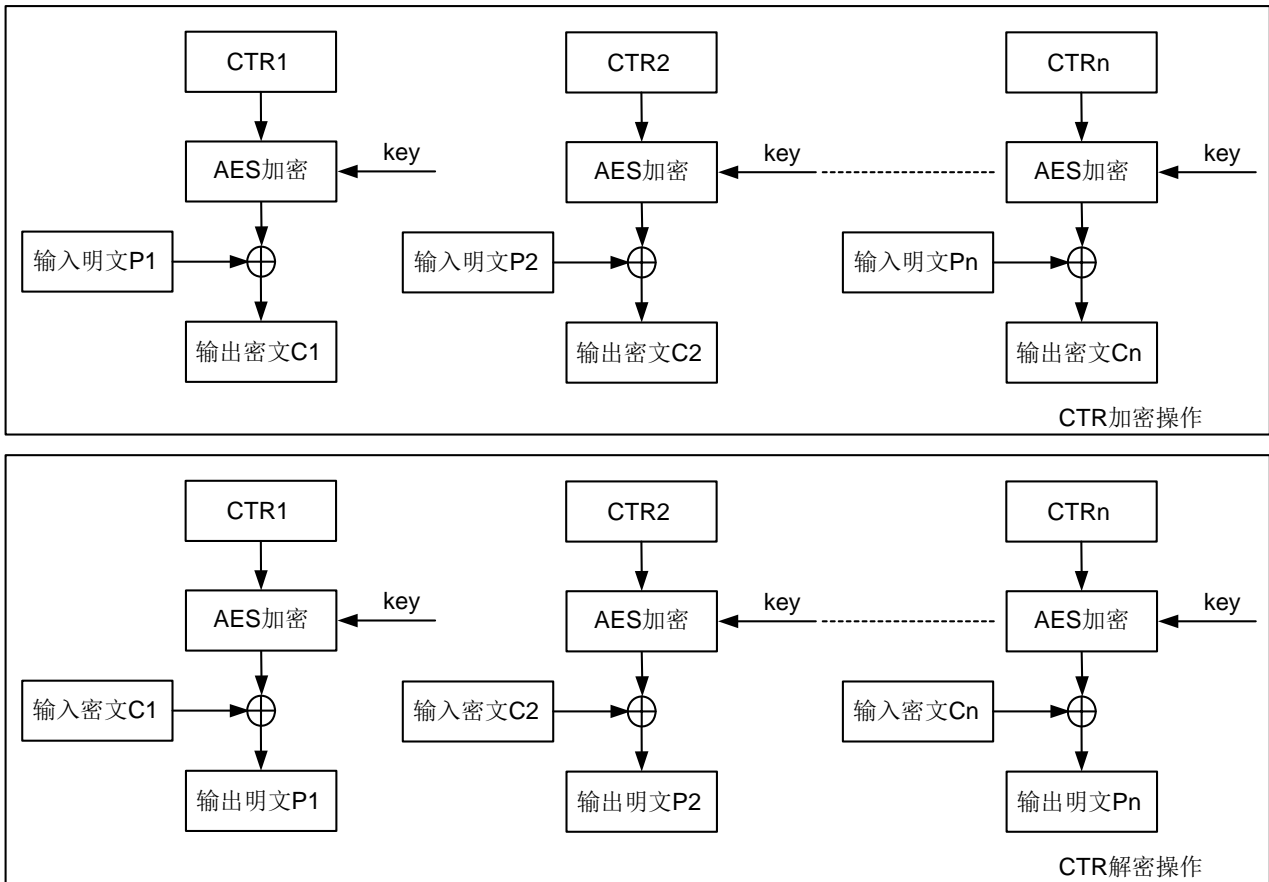 CTR1
CTR2
CTRn
AES加密
key
AES加密
key
AES加密
key
输入明文P1
输入明文P2
输入明文Pn
输出密文C1
输出密文C2
输出密文Cn
CTR加密操作
CTR1
CTR2
CTRn
AES加密
key
AES加密
key
AES加密
key
输入密文C1
输入密文C2
输入密文Cn
输出明文P1
输出明文P2
输出明文Pn
CTR解密操作